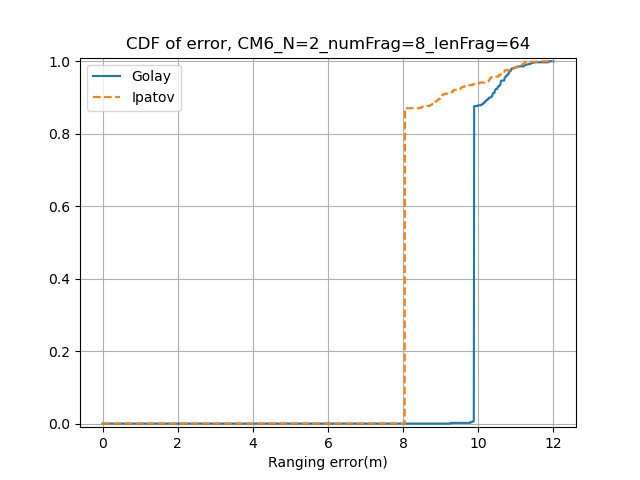 CDF of error, CM6_N=2_numFrag=8_lenFrag=64
Golay
Ipatov
1.0
0.8
0.6
0.4
0.2
0.0
0 2 4 6 8 10 12
Ranging error(m)